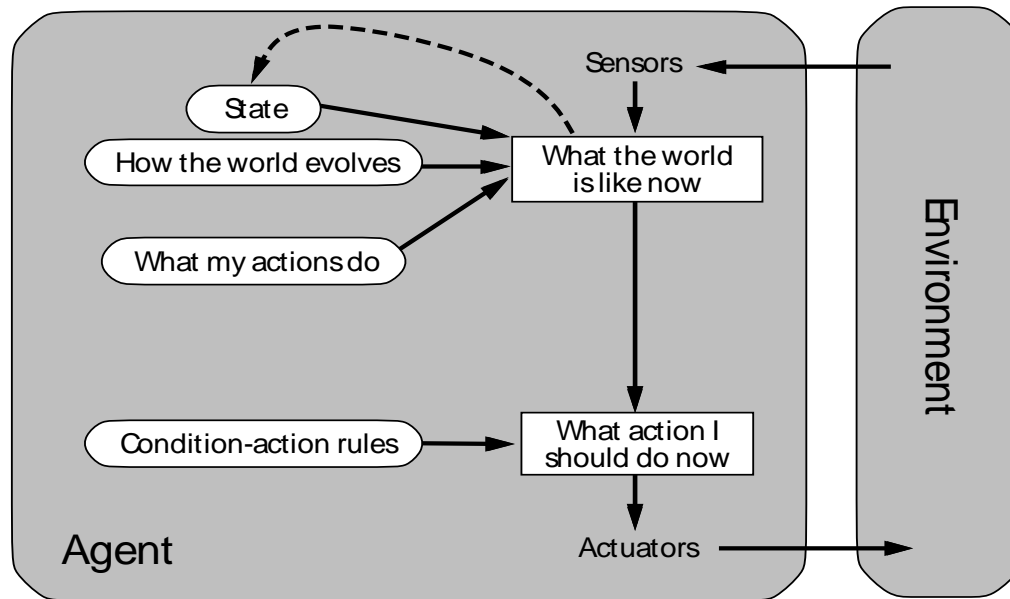 Sensors
State
How the world evolves
What the world
is like now
What my actions do
Environment
Condition-action rules
What action I
should do now
Agent
Actuators